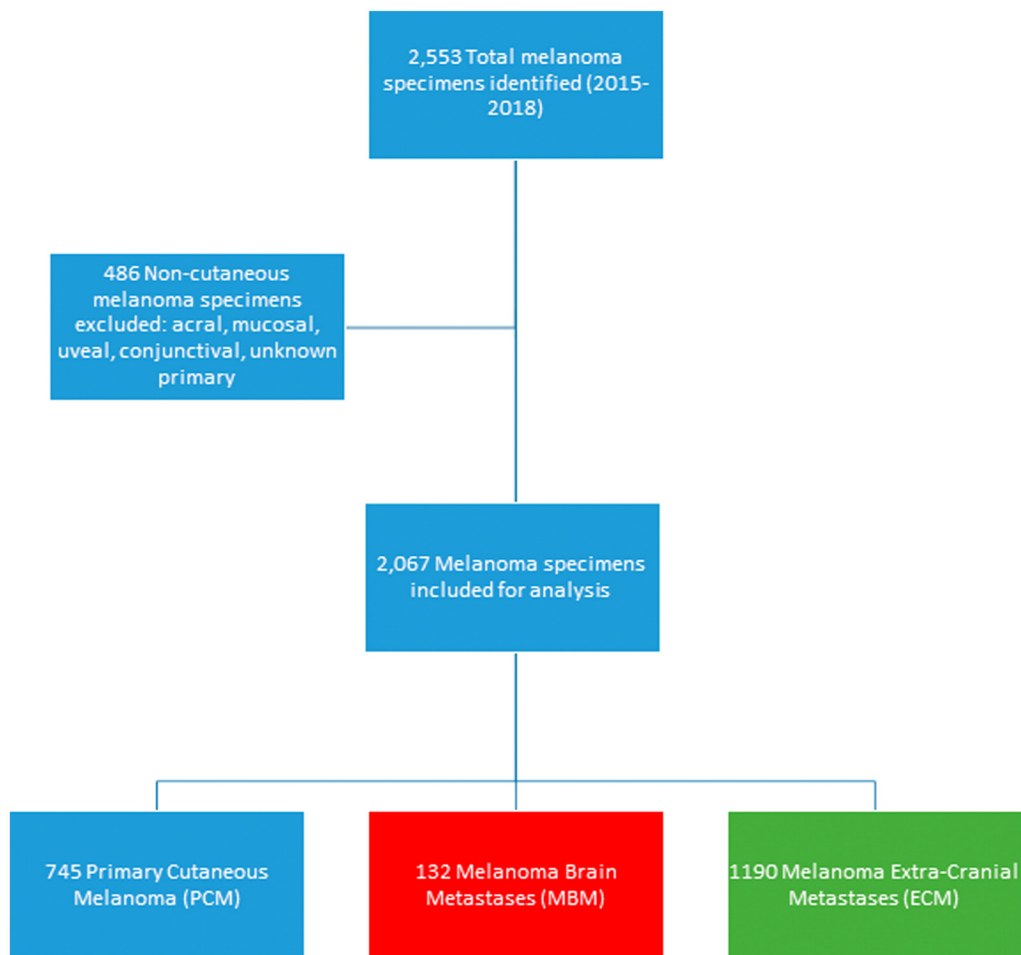 2,553 Total melanoma
specimens identified (2015-
2018)
486 Non-cutaneous
melanoma specimens
excluded: acral, mucosal,
uveal, conjunctival, unknown
primary
2,067 Melanoma specimens
included for analysis
745 Primary Cutaneous
Melanoma (PCM)
132 Melanoma Brain
Metastases (MBM)
1190 Melanoma Extra-Cranial
Metastases (ECM)